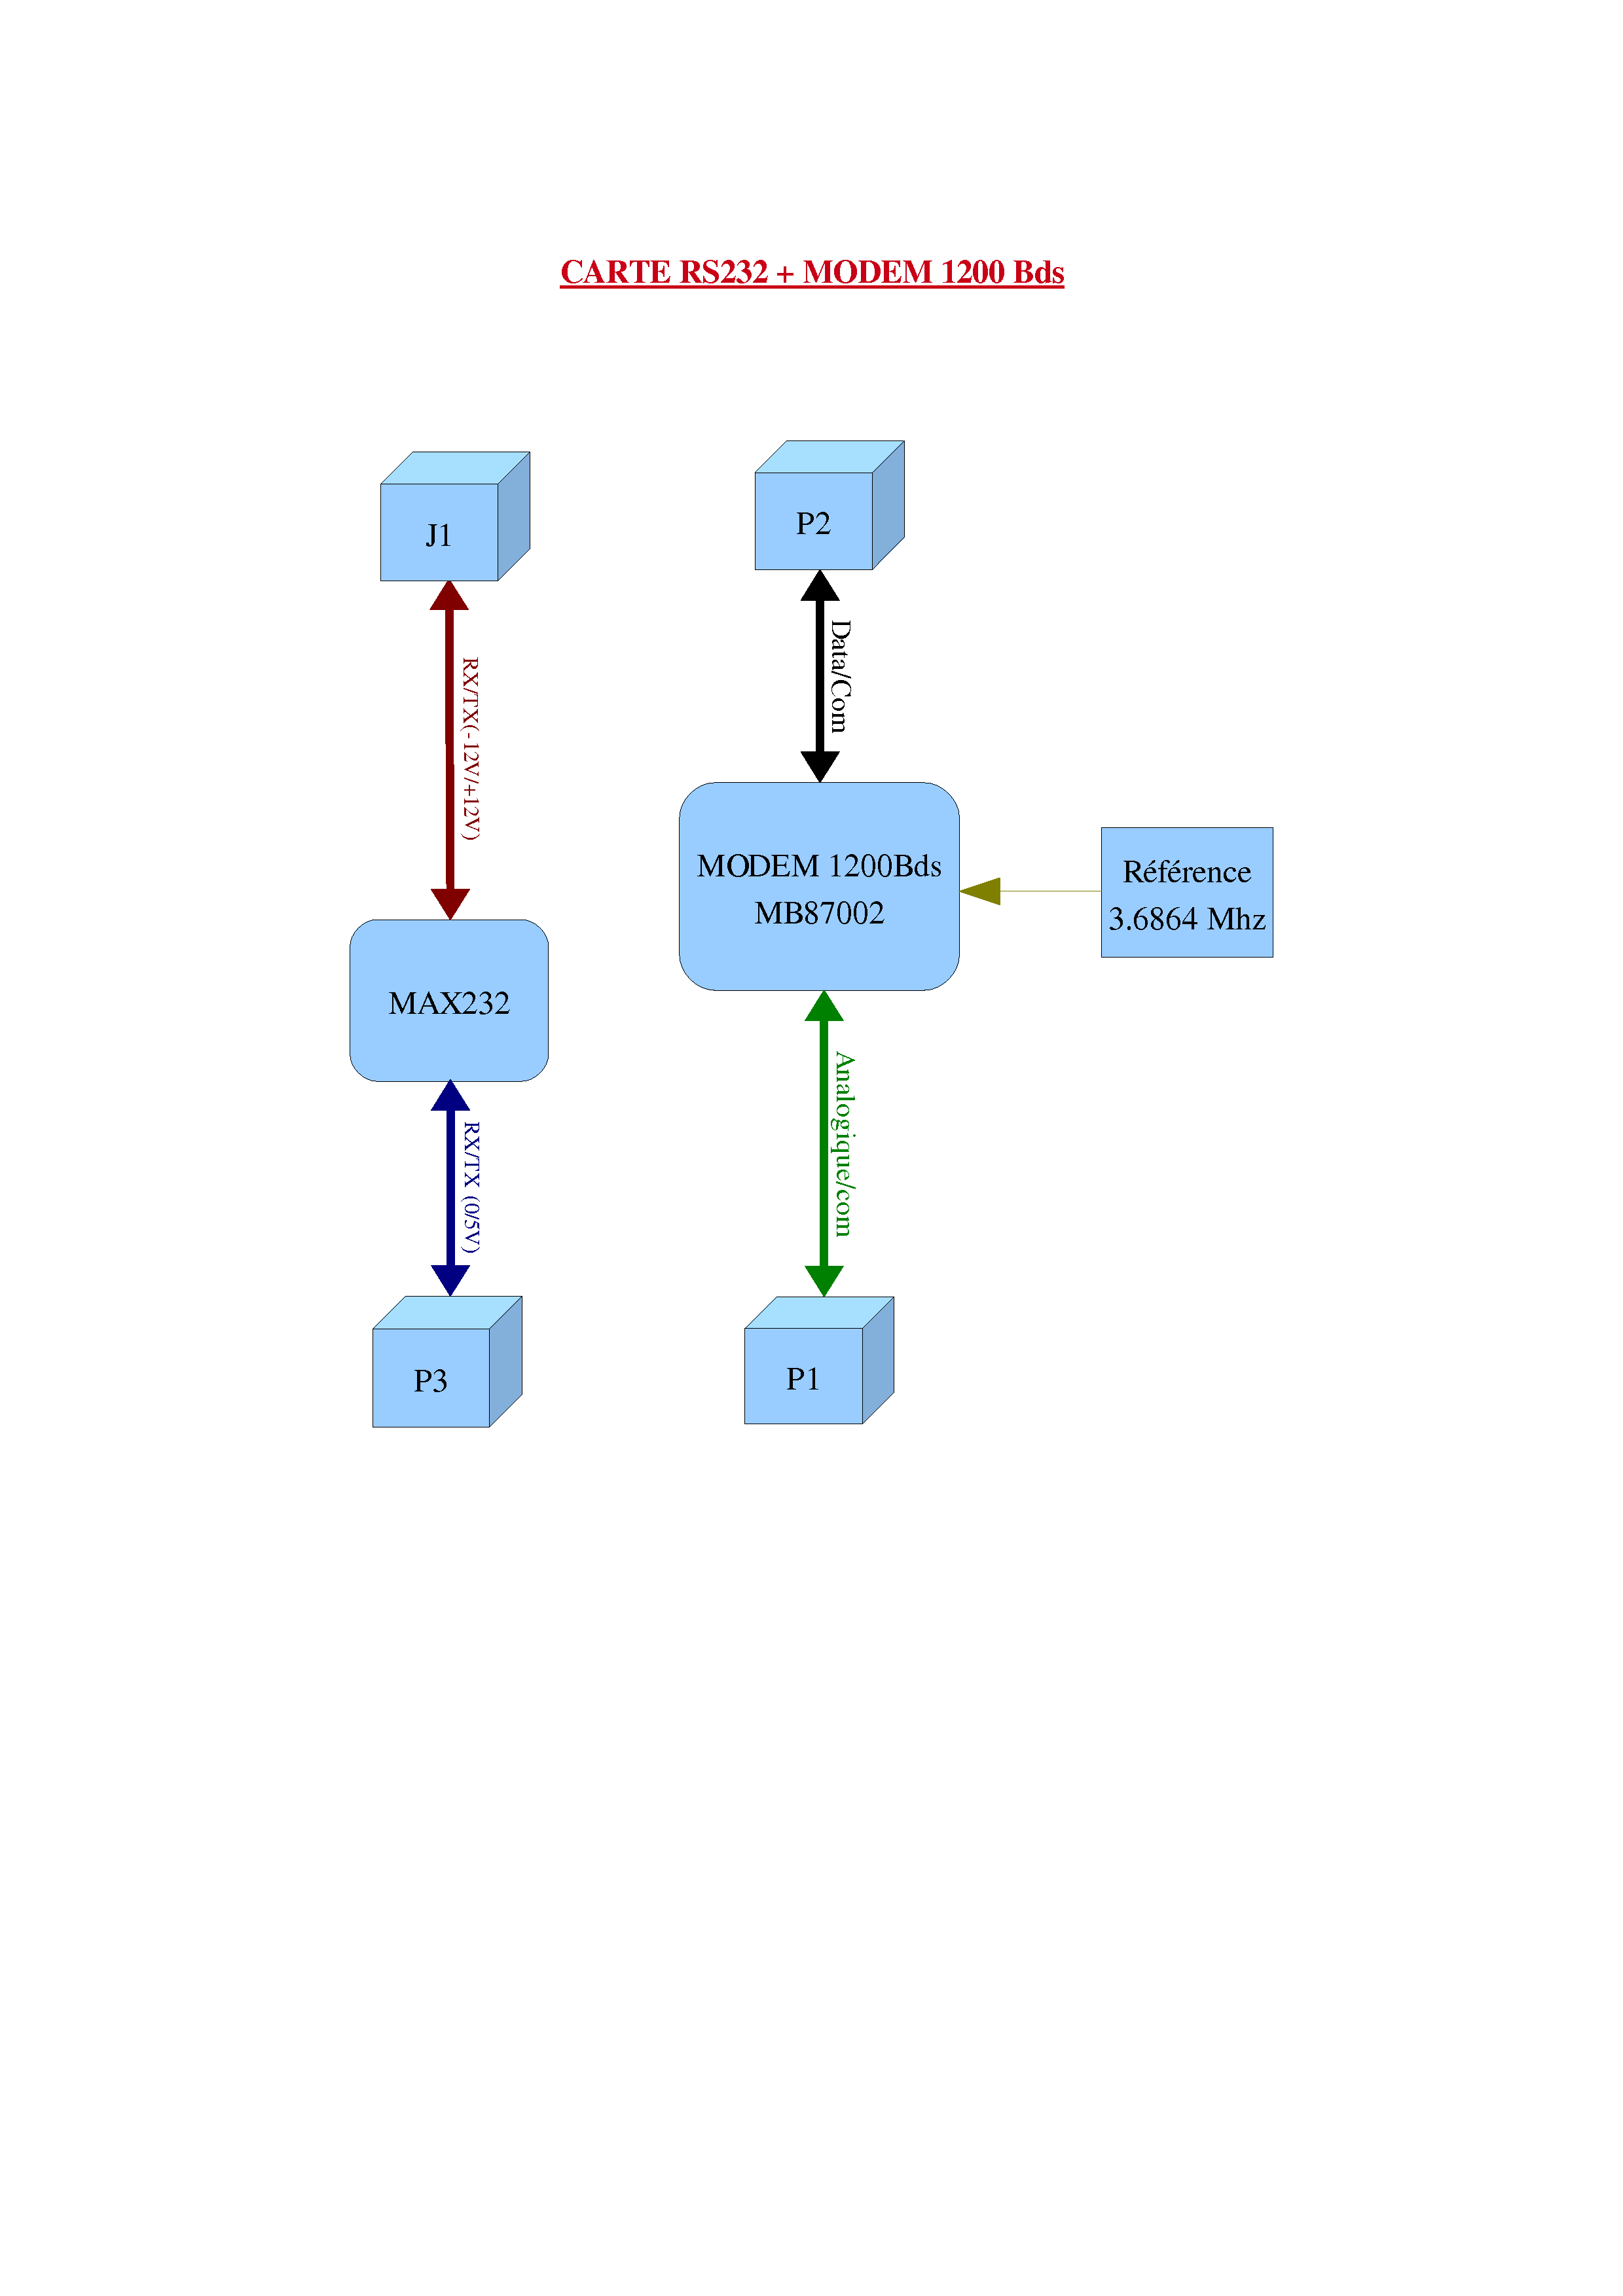 CARTE RS232 + MODEM 1200 Bds
J1
P2
RX/TX(-12V/+12V)
Data/Com
MODEM 1200Bds
MB87002
Référence
3.6864 Mhz
MAX232
RX/TX (0/5V)
Analogique/com
P3
P1